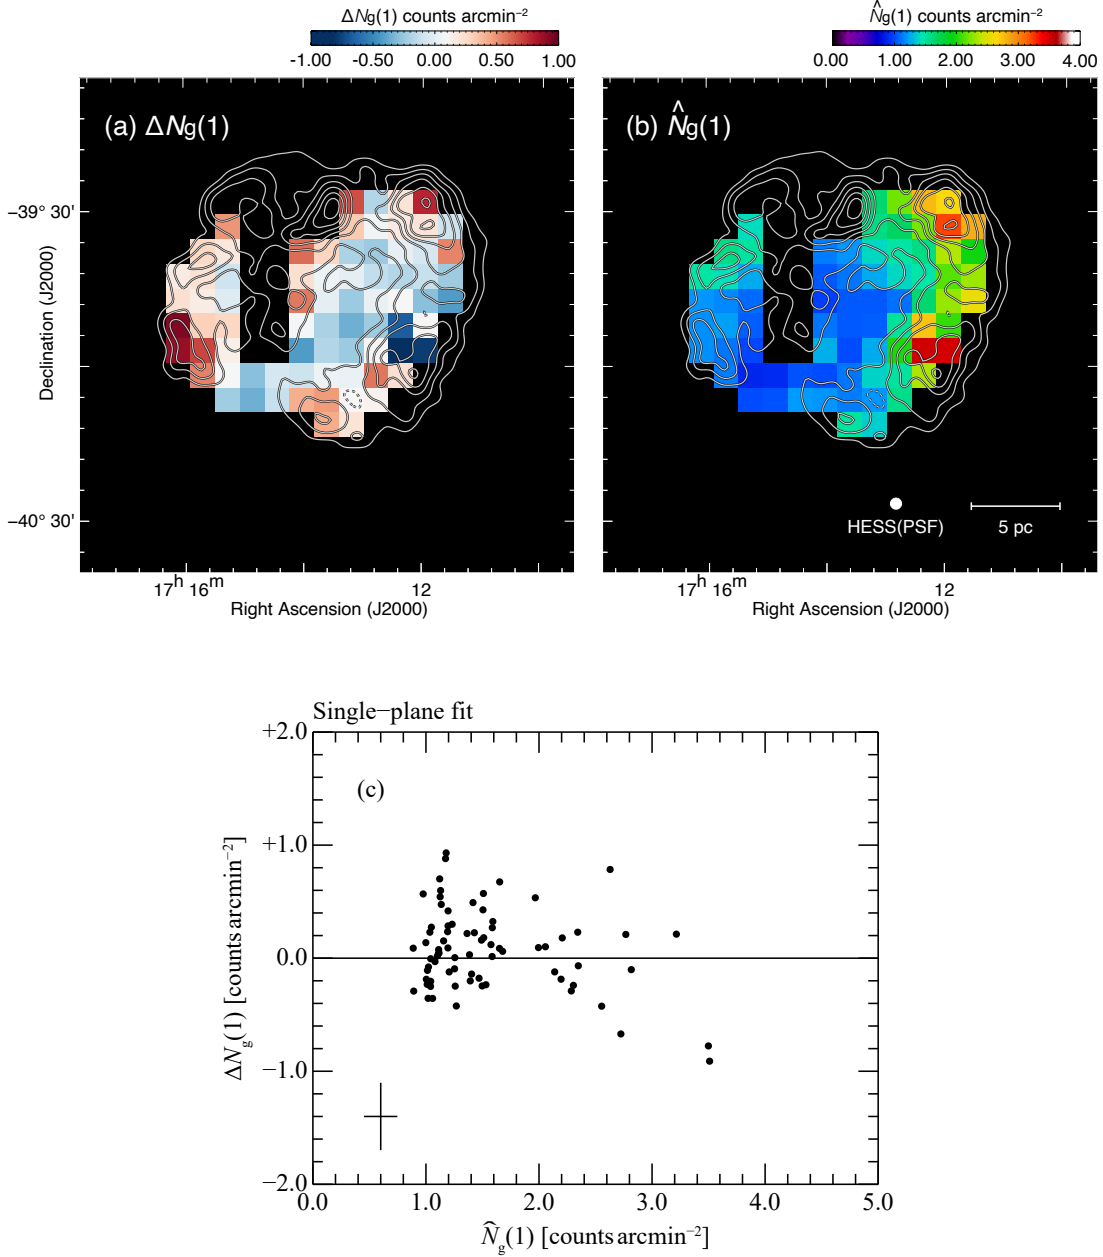 ΔNg(1) counts arcmin⁻²
-1.00 -0.50 0.00 0.50 1.00
N̂g(1) counts arcmin⁻²
0.00 1.00 2.00 3.00 4.00
(a) ΔNg(1)
(b) N̂g(1)
−39° 30'
−40° 30'
Declination (J2000)
17ʰ 16ᵐ 12
Right Ascension (J2000)
HESS(PSF)
5 pc
17ʰ 16ᵐ 12
Right Ascension (J2000)
Single−plane fit
(c)
+2.0
+1.0
0.0
−1.0
−2.0
ΔNg(1) [counts arcmin⁻²]
0.0 1.0 2.0 3.0 4.0 5.0
N̂g(1) [counts arcmin⁻²]